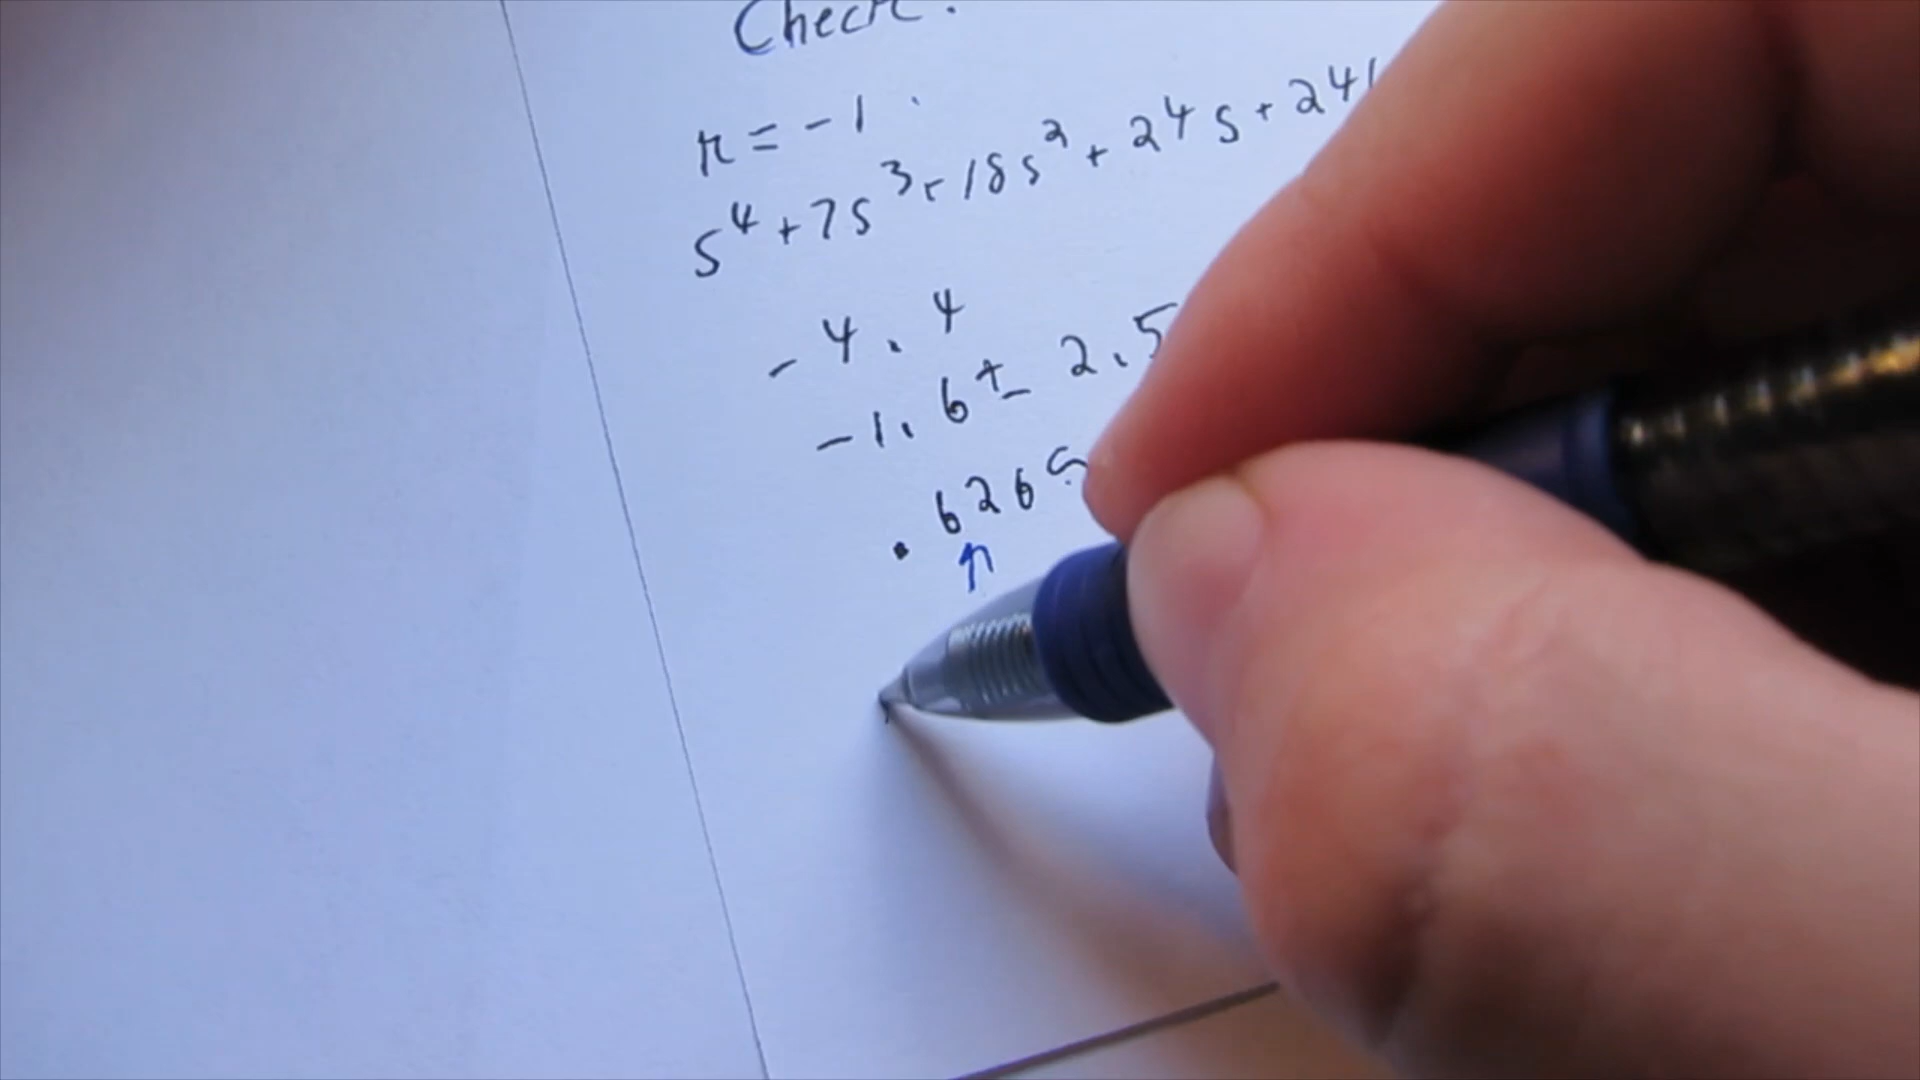 Check:
r = -1
s⁴ + 7s³ + 18s² + 24s + 24
-4.4
-1.6 ± 2.5
.626
↑